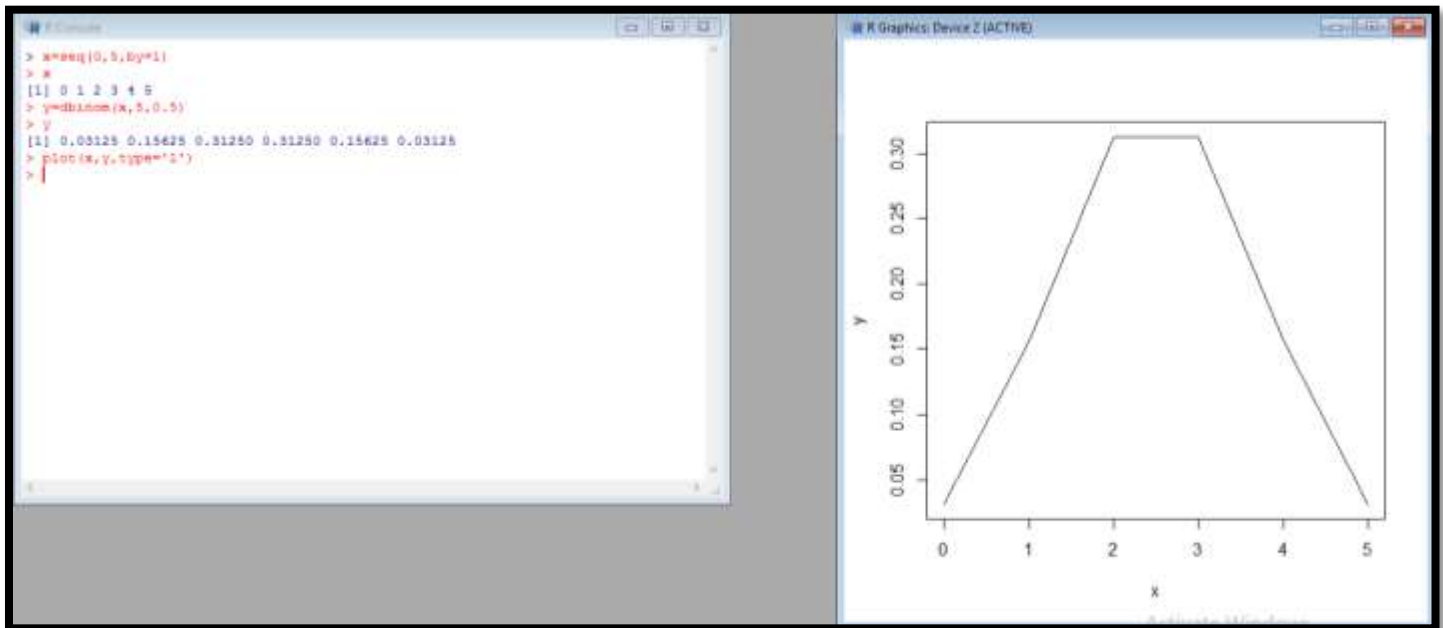 R Console
> x=seq(0,5,by=1)
> x
[1] 0 1 2 3 4 5
> y=dbinom(x,5,0.5)
> y
[1] 0.03125 0.15625 0.31250 0.31250 0.15625 0.03125
> plot(x,y,type='l')
>
R Graphics: Device 2 (ACTIVE)
0.30
0.25
0.20
y
0.15
0.10
0.05
0 1 2 3 4 5
x
Activate Windows